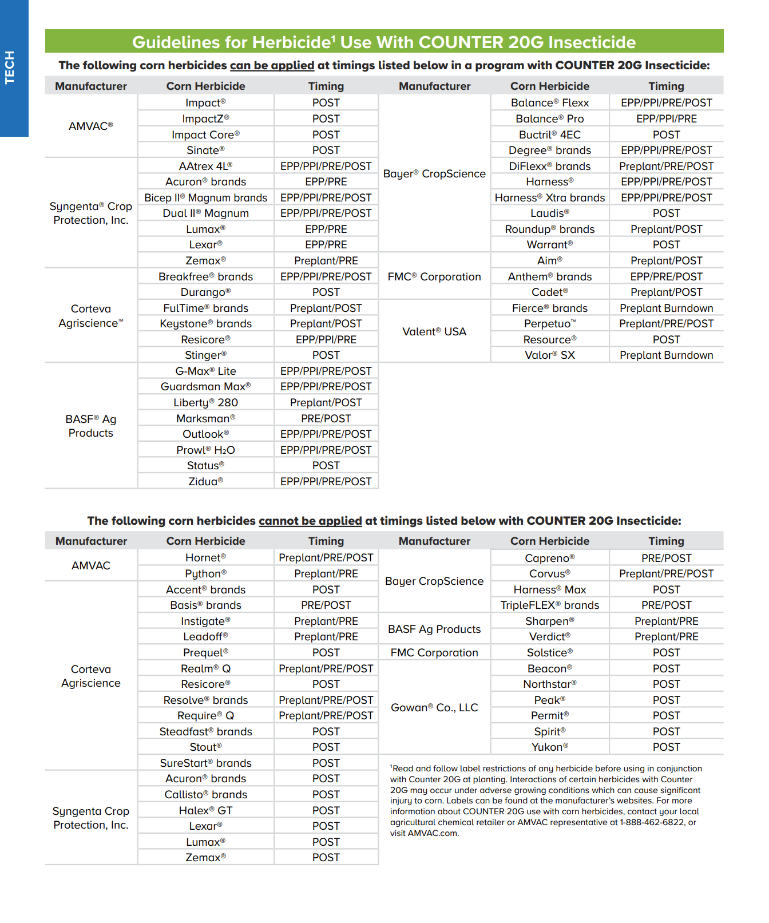 TECH
Guidelines for Herbicide¹ Use With COUNTER 20G Insecticide
The following corn herbicides can be applied at timings listed below in a program with COUNTER 20G Insecticide:
Manufacturer Corn Herbicide Timing
AMVAC®
Impact® POST
ImpactZ® POST
Impact Core® POST
Sinate® POST
Syngenta® Crop
Protection, Inc.
AAtrex 4L® EPP/PPI/PRE/POST
Acuron® brands EPP/PRE
Bicep II® Magnum brands EPP/PPI/PRE/POST
Dual II® Magnum EPP/PPI/PRE/POST
Lumax® EPP/PRE
Lexar® EPP/PRE
Zemax® Preplant/PRE
Corteva
Agriscience™
Breakfree® brands EPP/PPI/PRE/POST
Durango® POST
FulTime® brands Preplant/POST
Keystone® brands Preplant/POST
Resicore® EPP/PPI/PRE
Stinger® POST
BASF® Ag
Products
G-Max® Lite EPP/PPI/PRE/POST
Guardsman Max® EPP/PPI/PRE/POST
Liberty® 280 Preplant/POST
Marksman® PRE/POST
Outlook® EPP/PPI/PRE/POST
Prowl® H₂O EPP/PPI/PRE/POST
Status® POST
Zidua® EPP/PPI/PRE/POST
Manufacturer Corn Herbicide Timing
Bayer® CropScience
Balance® Flexx EPP/PPI/PRE/POST
Balance® Pro EPP/PPI/PRE
Buctril® 4EC POST
Degree® brands EPP/PPI/PRE/POST
DiFlexx® brands Preplant/PRE/POST
Harness® EPP/PPI/PRE/POST
Harness® Xtra brands EPP/PPI/PRE/POST
Laudis® POST
Roundup® brands Preplant/POST
Warrant® POST
FMC® Corporation
Aim® Preplant/POST
Anthem® brands EPP/PRE/POST
Cadet® Preplant/POST
Valent® USA
Fierce® brands Preplant Burndown
Perpetuo™ Preplant/PRE/POST
Resource® POST
Valor® SX Preplant Burndown
The following corn herbicides cannot be applied at timings listed below with COUNTER 20G Insecticide:
Manufacturer Corn Herbicide Timing
AMVAC
Hornet® Preplant/PRE/POST
Python® Preplant/PRE
Corteva
Agriscience
Accent® brands POST
Basis® brands PRE/POST
Instigate® Preplant/PRE
Leadoff® Preplant/PRE
Prequel® POST
Realm® Q Preplant/PRE/POST
Resicore® POST
Resolve® brands Preplant/PRE/POST
Require® Q Preplant/PRE/POST
Steadfast® brands POST
Stout® POST
SureStart® brands POST
Syngenta Crop
Protection, Inc.
Acuron® brands POST
Callisto® brands POST
Halex® GT POST
Lexar® POST
Lumax® POST
Zemax® POST
Manufacturer Corn Herbicide Timing
Bayer CropScience
Capreno® PRE/POST
Corvus® Preplant/PRE/POST
Harness® Max POST
TripleFLEX® brands PRE/POST
BASF Ag Products
Sharpen® Preplant/PRE
Verdict® Preplant/PRE
FMC Corporation
Solstice® POST
Gowan® Co., LLC
Beacon® POST
Northstar® POST
Peak® POST
Permit® POST
Spirit® POST
Yukon® POST
¹Read and follow label restrictions of any herbicide before using in conjunction
with Counter 20G at planting. Interactions of certain herbicides with Counter
20G may occur under adverse growing conditions which can cause significant
injury to corn. Labels can be found at the manufacturer's websites. For more
information about COUNTER 20G use with corn herbicides, contact your local
agricultural chemical retailer or AMVAC representative at 1-888-462-6822, or
visit AMVAC.com.